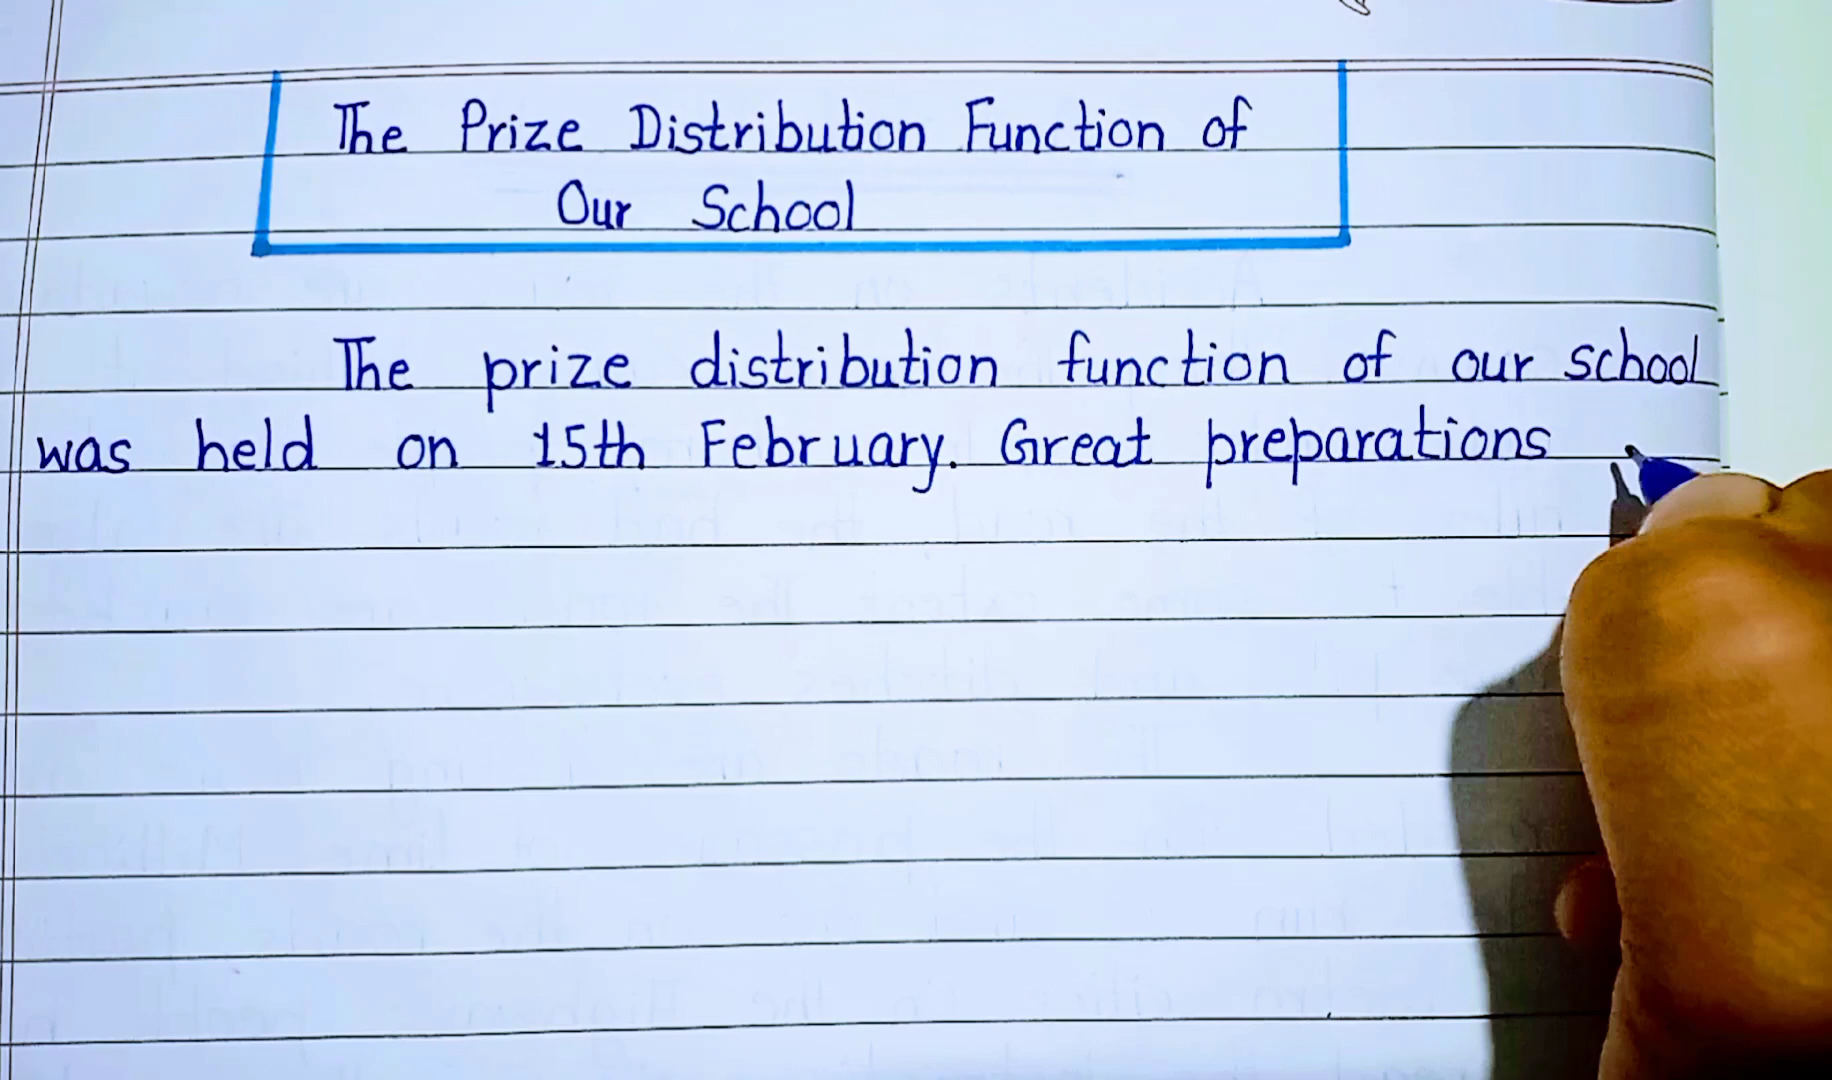 The Prize Distribution Function of
Our School
The prize distribution function of our school
was held on 15th February. Great preparations